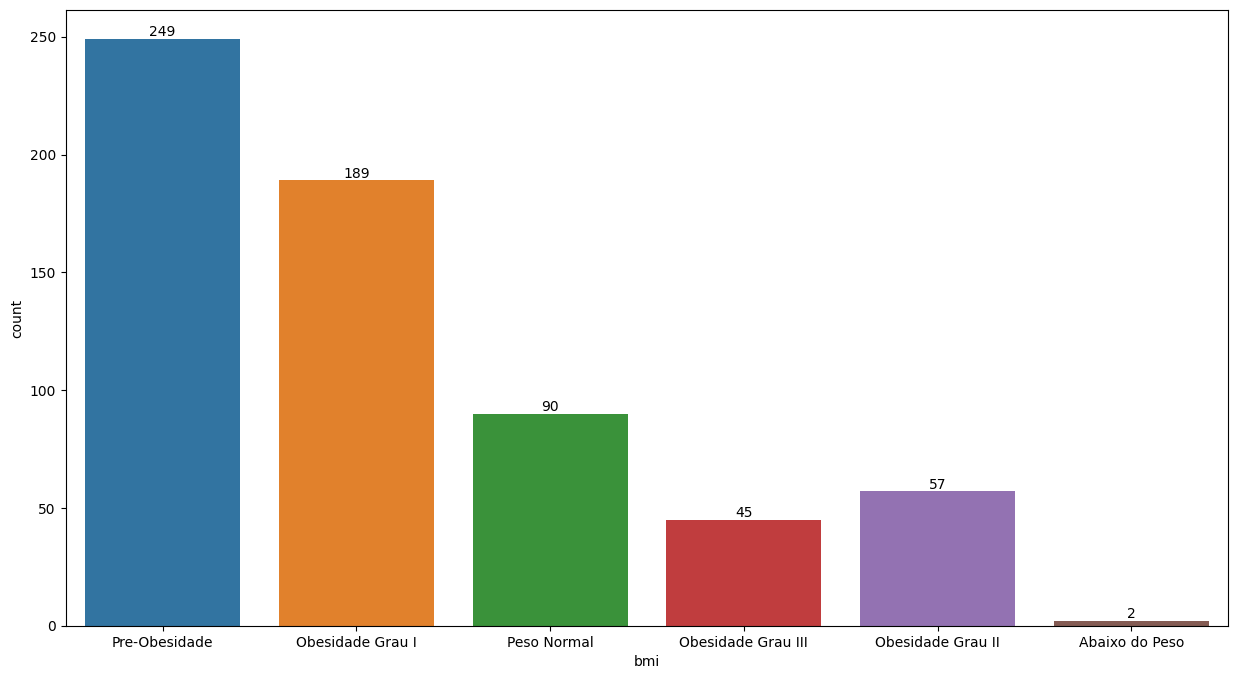 250
200
150
100
50
0
count
249
189
90
45
57
2
Pre-Obesidade
Obesidade Grau I
Peso Normal
Obesidade Grau III
Obesidade Grau II
Abaixo do Peso
bmi